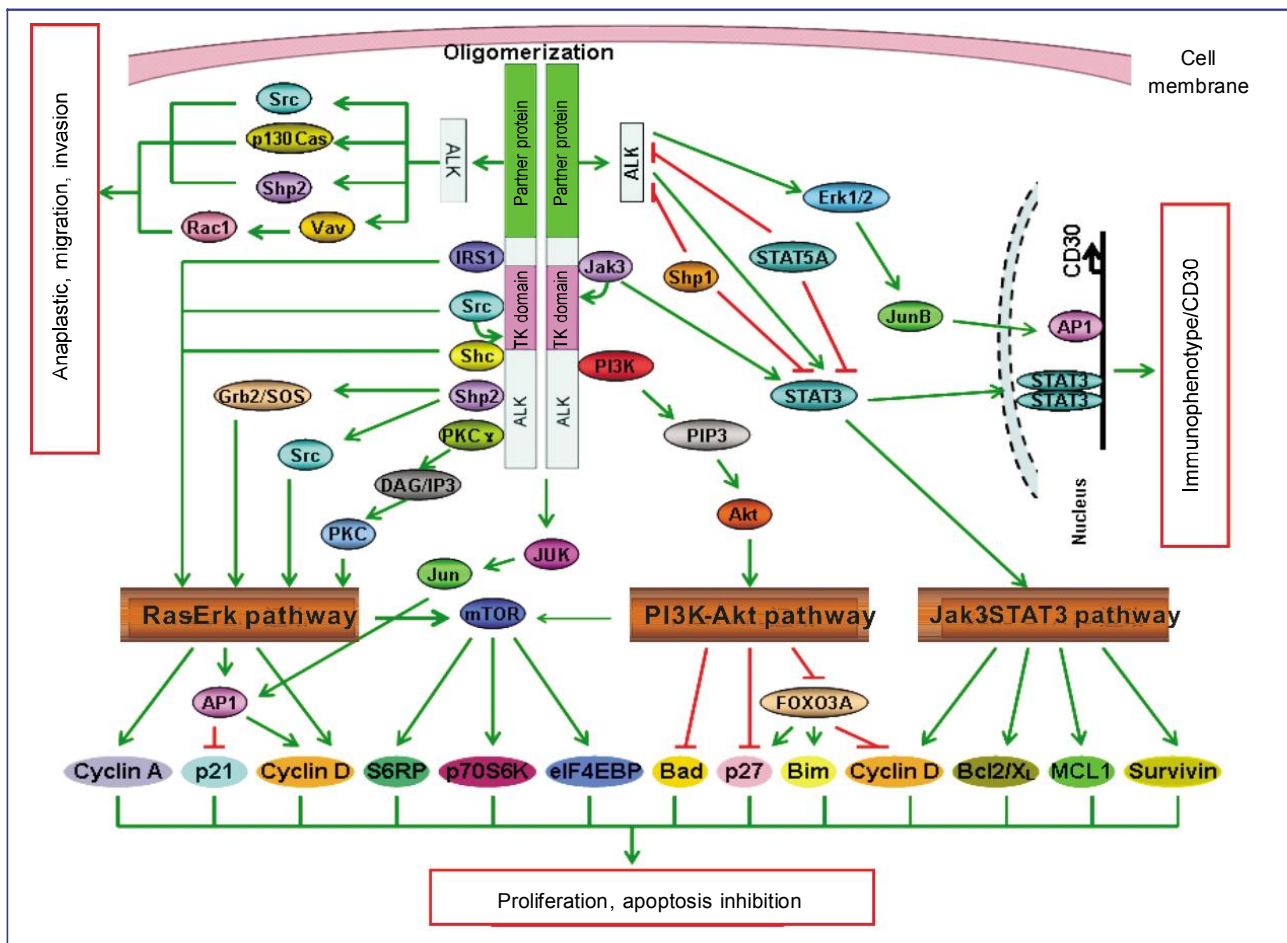 Oligomerization
Cell
membrane
Anaplastic, migration, invasion
Src
p130 Cas
Shp2
Rac1
Vav
ALK
Partner protein
Partner protein
ALK
Erk1/2
STAT5A
Shp1
JunB
CD30
AP1
STAT3
STAT3
Nucleus
Immunophenotype/CD30
IRS1
Jak3
Src
TK domain
TK domain
Shc
PI3K
Grb2/SOS
Shp2
ALK
ALK
STAT3
PKC γ
PIP3
Src
DAG/IP3
Akt
PKC
JUK
Jun
RasErk pathway
mTOR
PI3K-Akt pathway
Jak3STAT3 pathway
AP1
FOXO3A
Cyclin A
p21
Cyclin D
S6RP
p70S6K
eIF4EBP
Bad
p27
Bim
Cyclin D
Bcl2/XL
MCL1
Survivin
Proliferation, apoptosis inhibition